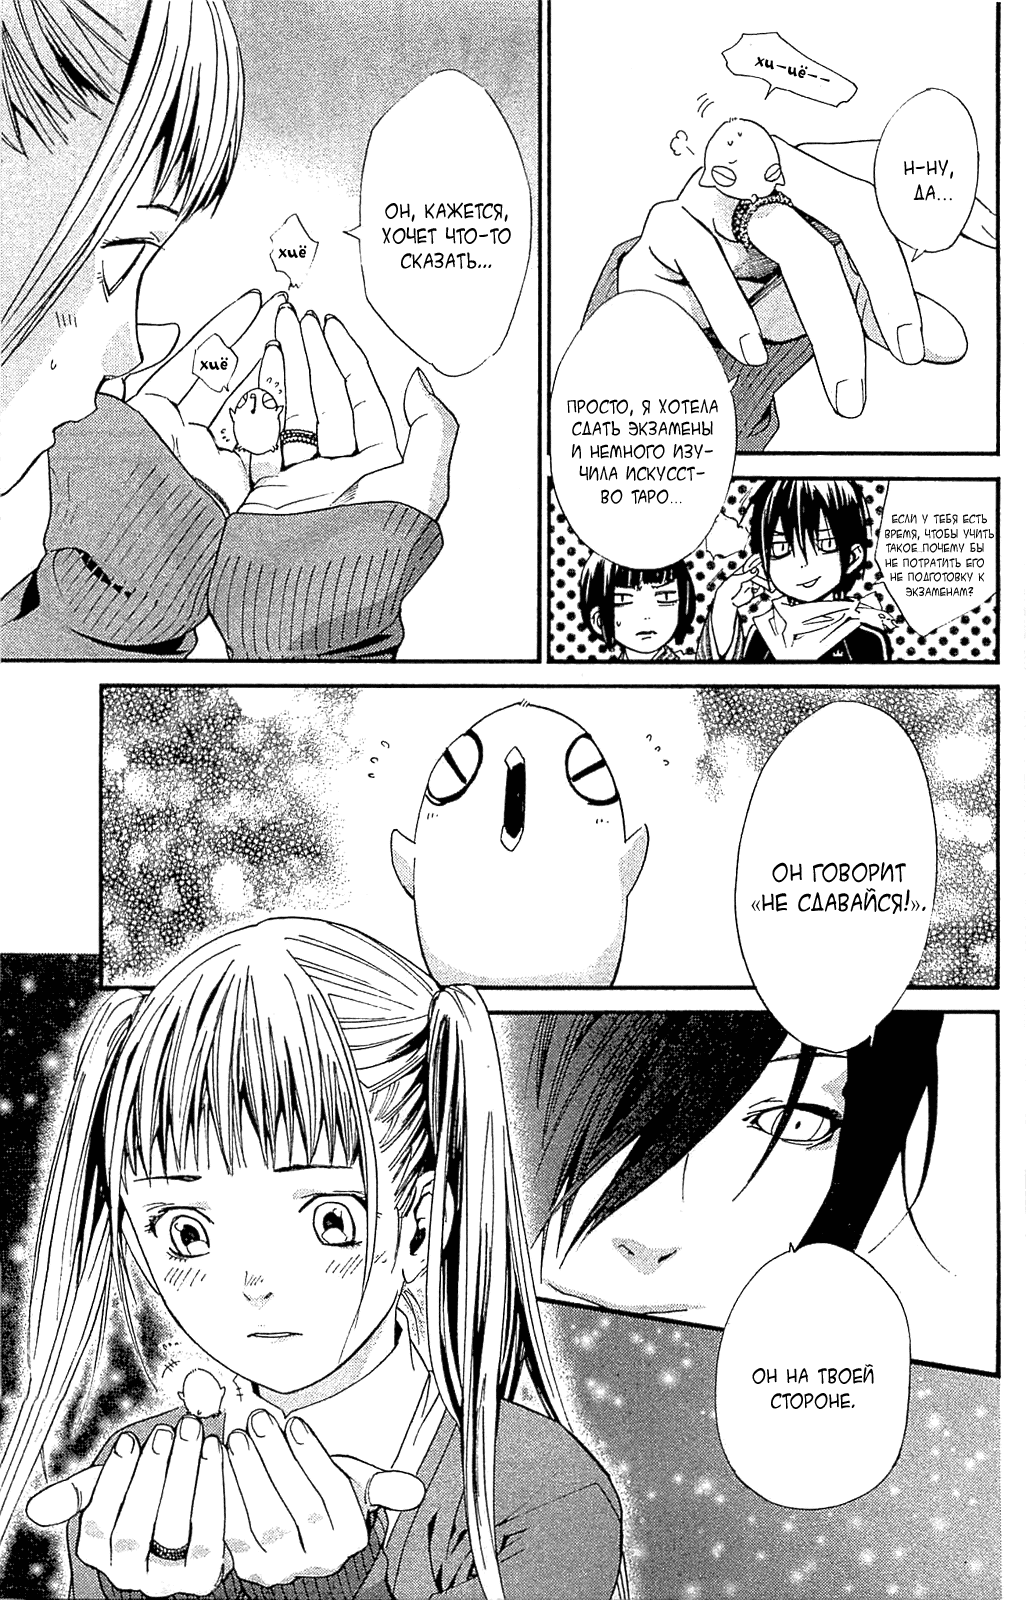 хи-иё--
Н-НУ,
ДА...
ПРОСТО, Я ХОТЕЛА
СДАТЬ ЭКЗАМЕНЫ
И НЕМНОГО ИЗУ-
ЧИЛА ИСКУССТ-
ВО ТАРО...
ЕСЛИ У ТЕБЯ ЕСТЬ
ВРЕМЯ, ЧТОБЫ УЧИТЬ
ТАКОЕ..ПОЧЕМУ БЫ
НЕ ПОТРАТИТЬ ЕГО
НЕ ПОДГОТОВКУ К
ЭКЗАМЕНАМ?
ОН, КАЖЕТСЯ,
ХОЧЕТ ЧТО-ТО
СКАЗАТЬ...
хиё
хиё
ОН ГОВОРИТ
«НЕ СДАВАЙСЯ!».
ОН НА ТВОЕЙ
СТОРОНЕ.